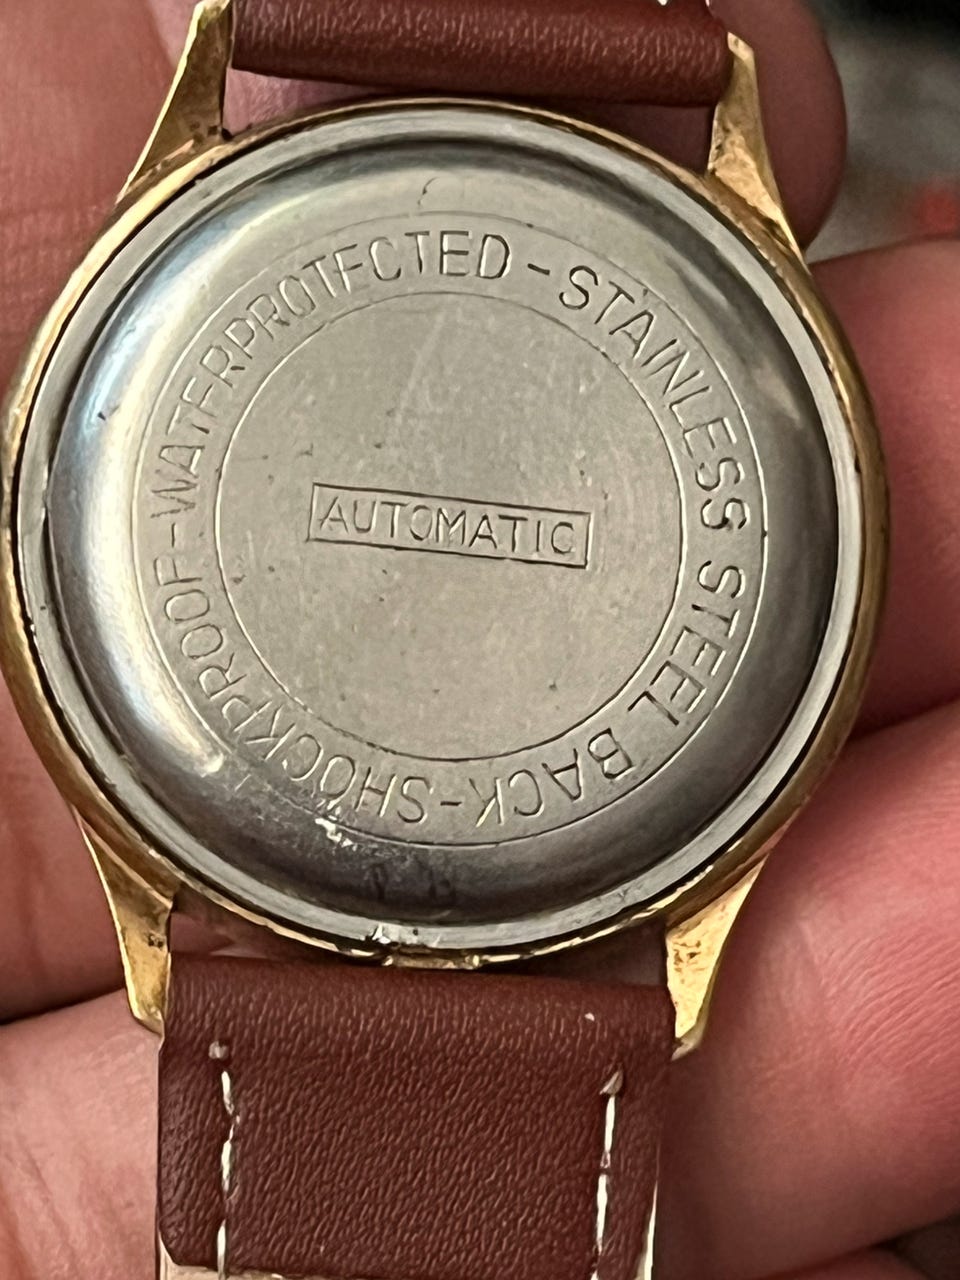 WATERPROTECTED - STAINLESS STEEL BACK - SHOCKPROOF -
AUTOMATIC